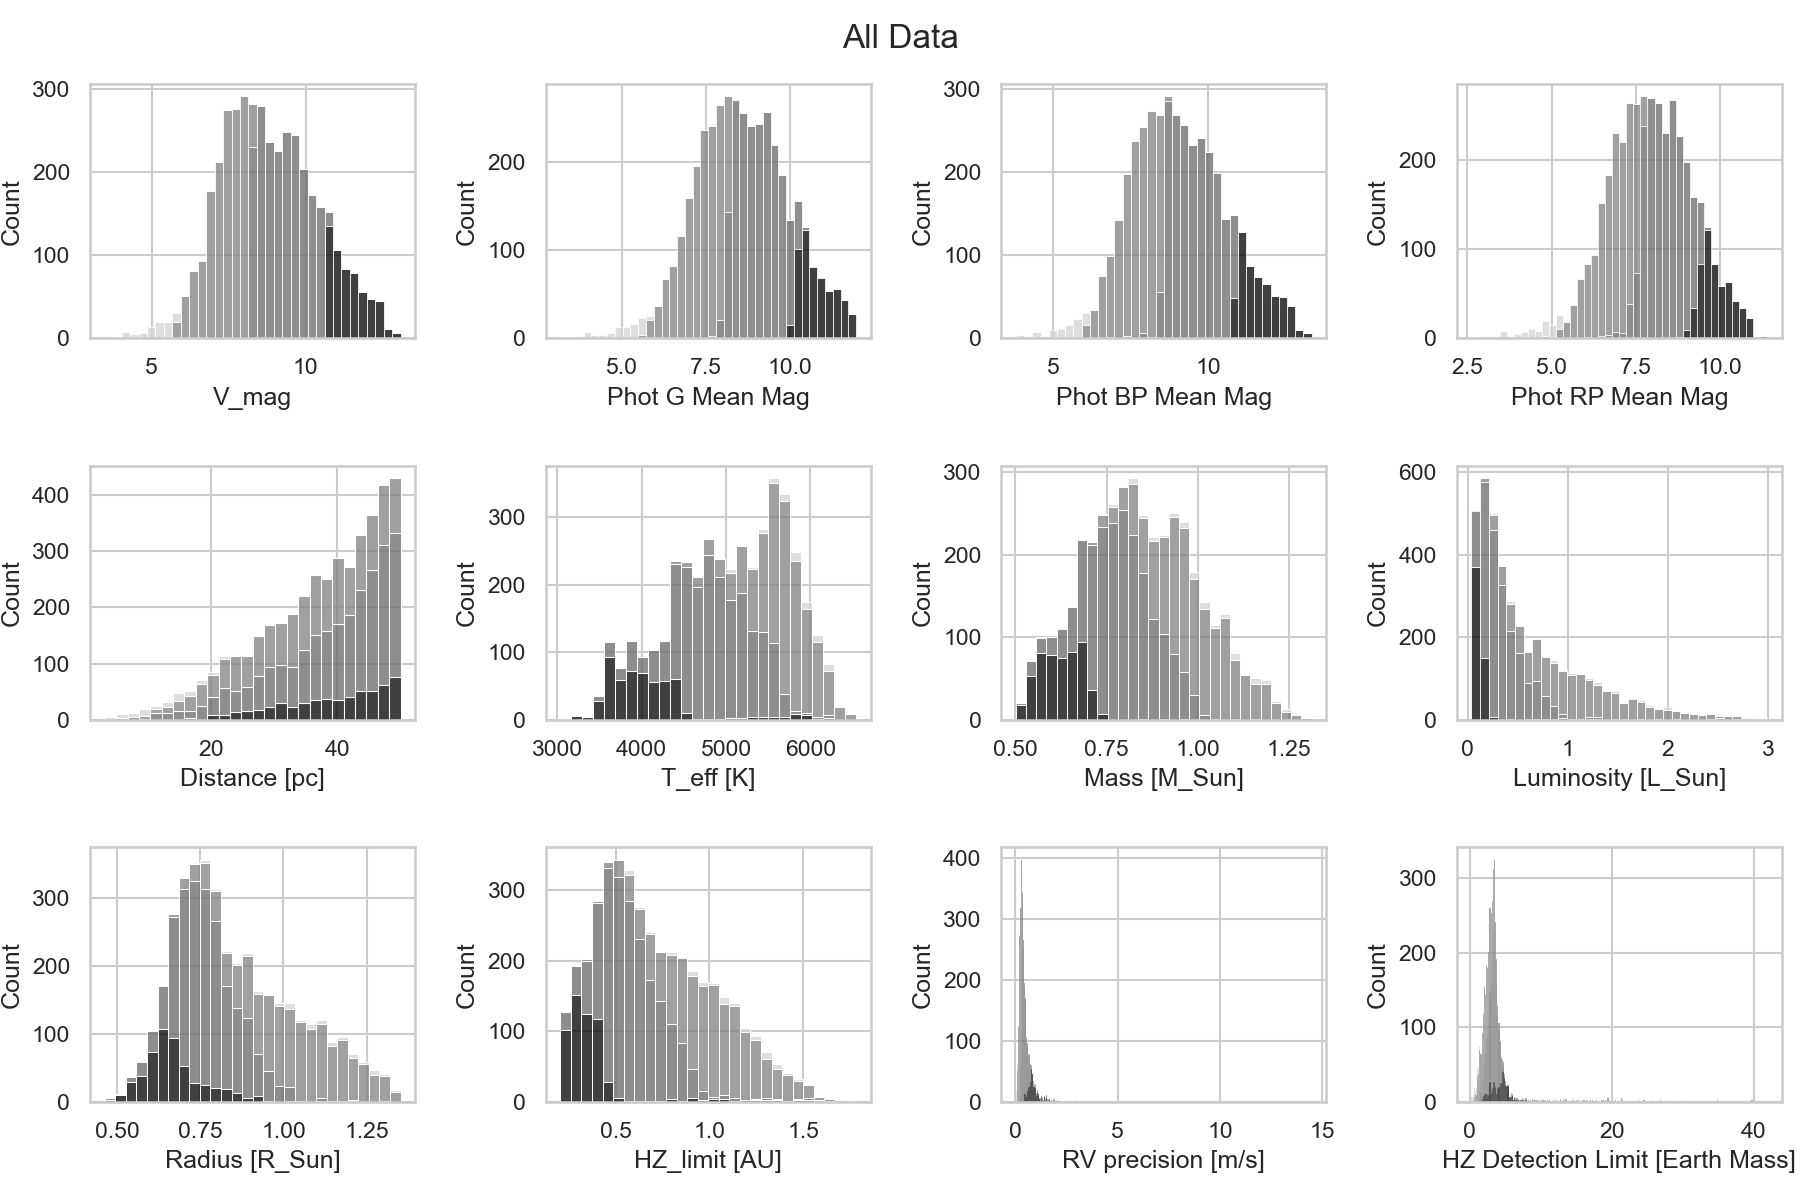 All Data
300
200
100
0
Count
5 10
V_mag
200
100
0
Count
5.0 7.5 10.0
Phot G Mean Mag
300
200
100
0
Count
5 10
Phot BP Mean Mag
200
100
0
Count
2.5 5.0 7.5 10.0
Phot RP Mean Mag
400
300
200
100
0
Count
20 40
Distance [pc]
300
200
100
0
Count
3000 4000 5000 6000
T_eff [K]
300
200
100
0
Count
0.50 0.75 1.00 1.25
Mass [M_Sun]
600
400
200
0
Count
0 1 2 3
Luminosity [L_Sun]
300
200
100
0
Count
0.50 0.75 1.00 1.25
Radius [R_Sun]
300
200
100
0
Count
0.5 1.0 1.5
HZ_limit [AU]
400
300
200
100
0
Count
0 5 10 15
RV precision [m/s]
300
200
100
0
Count
0 20 40
HZ Detection Limit [Earth Mass]